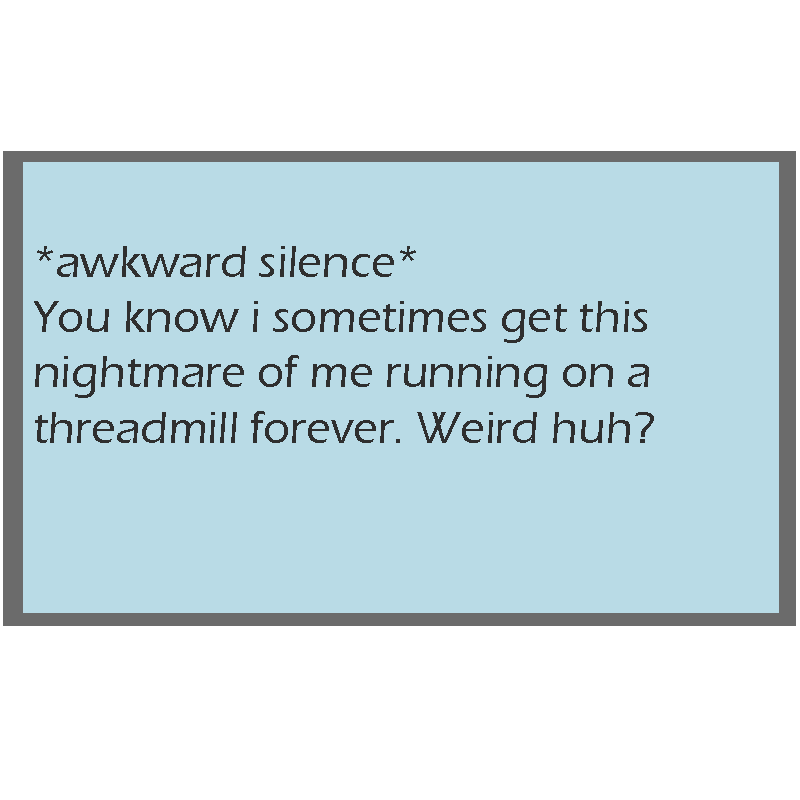 *awkward silence*
You know i sometimes get this
nightmare of me running on a
threadmill forever. Weird huh?